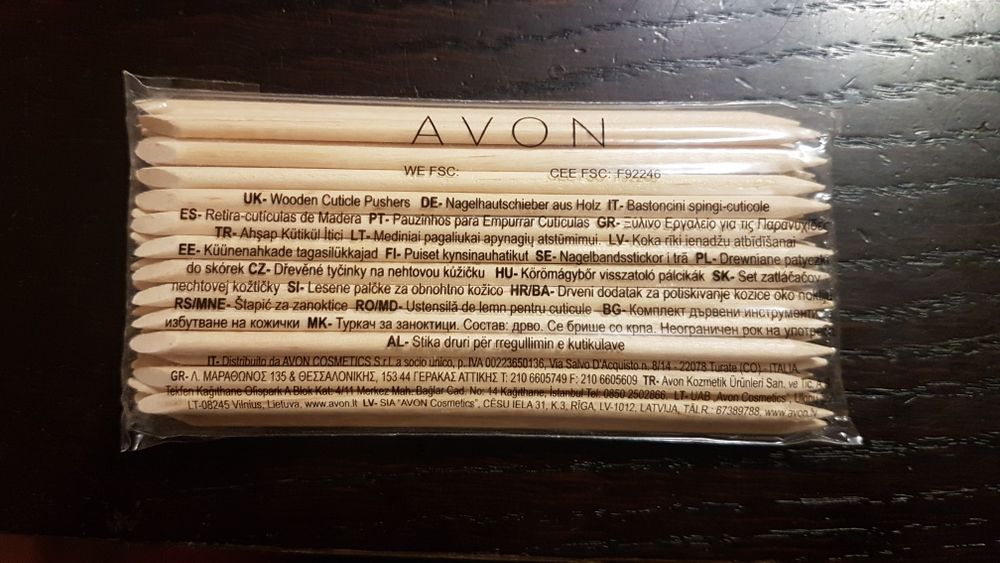 AVON
WE FSC: CEE FSC: F92246
UK- Wooden Cuticle Pushers DE- Nagelhautschieber aus Holz IT- Bastoncini spingi-cuticole
ES- Retira-cutículas de Madera PT- Pauzinhos para Empurrar Cutículas GR- Ξύλινο Εργαλείο για τις
TR- Ahşap Kütikül İtici LT- Mediniai pagaliukai apynagių atstūmimui. LV- Koka rīki ienadžu atbīdīšanai
EE- Küünenahkade tagasilükkajad FI- Puiset kynsinauhatikut SE- Nagelbandsstickor i trä PL- Drewniane patyczki
do skórek CZ- Dřevěné tyčinky na nehtovou kůžičku HU- Körömágybőr visszatoló pálcikák SK- Set zatláčačov
nechtovej kožtičky SI- Lesene palčke za obnohtno kožico HR/BA- Drveni dodatak za potiskivanje kozice oko
RS/MNE- Štapić za zanoktice RO/MD- Ustensilă de lemn pentru cuticule BG- Комплект дървени инструменти
избутване на кожички MK- Туркач за заноктици. Состав: дрво. Се брише со крпа. Неограничен рок на
AL- Stika druri për rregullimin e kutikulave
IT- Distribuito da AVON COSMETICS S.r.l. a socio unico, p. IVA 00223650136, Via Salvo D'Acquisto n. 8/14 - 22078 Turate (CO) - ITALIA,
GR- Λ. ΜΑΡΑΘΩΝΟΣ 135 & ΘΕΣΣΑΛΟΝΙΚΗΣ, 153 44 ΓΕΡΑΚΑΣ ΑΤΤΙΚΗΣ Τ: 210 6605749 F: 210 6605609 TR- Avon Kozmetik Ürünleri San. ve Tic. A
Tekfen Kağıthane Ofispark A Blok Kat: 4/11 Merkez Mah. Bağlar Cad. No: 14 Kağıthane, İstanbul Tel: 0850 2502866 LT- UAB „Avon Cosmetics",
LT-08245 Vilnius, Lietuva, www.avon.lt LV- SIA "AVON Cosmetics", CĒSU IELA 31, K.3, RĪGA, LV-1012, LATVIJA, TĀLR.: 67389788, www.avon.lv